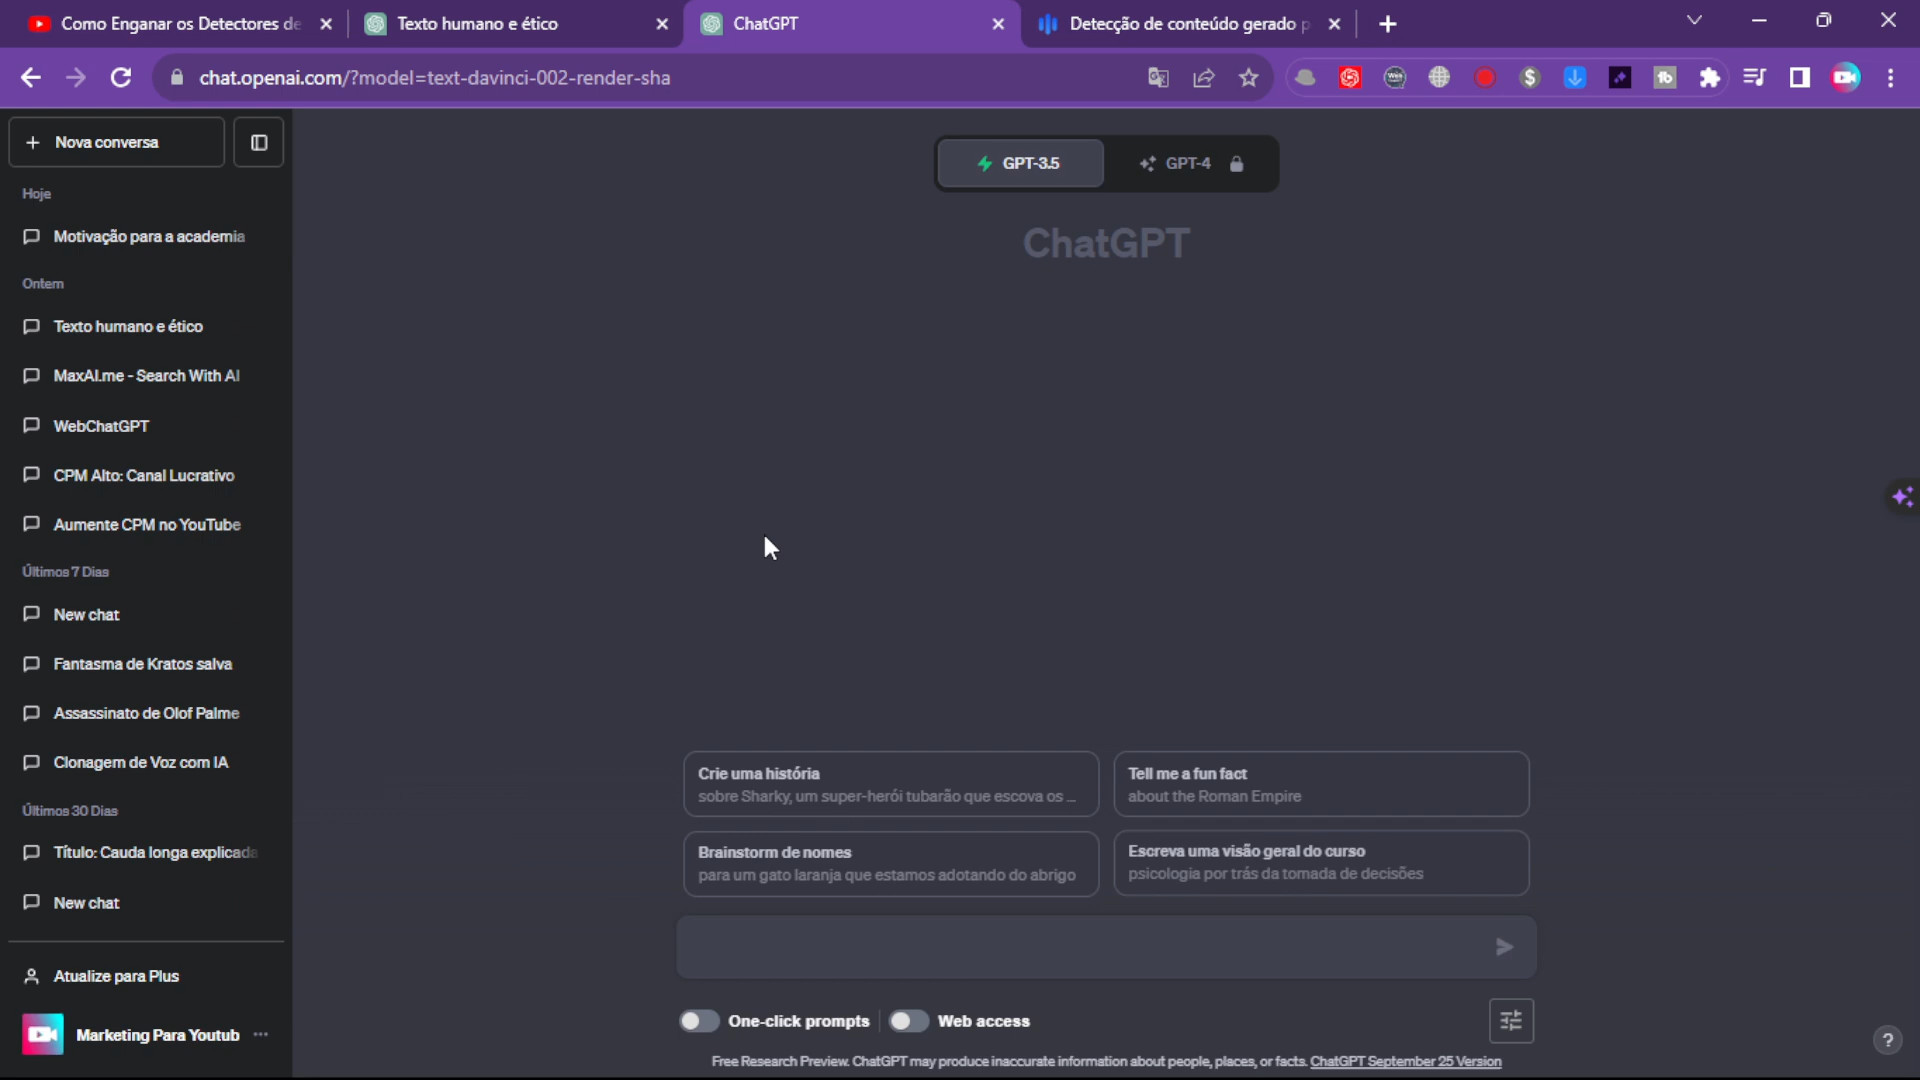 Como Enganar os Detectores de
Texto humano e ético
ChatGPT
Detecção de conteúdo gerado p
chat.openai.com/?model=text-davinci-002-render-sha
Nova conversa
Hoje
Motivação para a academia
Ontem
Texto humano e ético
MaxAI.me - Search With AI
WebChatGPT
CPM Alto: Canal Lucrativo
Aumente CPM no YouTube
Últimos 7 Dias
New chat
Fantasma de Kratos salva
Assassinato de Olof Palme
Clonagem de Voz com IA
Últimos 30 Dias
Título: Cauda longa explicada
New chat
Atualize para Plus
Marketing Para Youtub
GPT-3.5
GPT-4
ChatGPT
Crie uma história
sobre Sharky, um super-herói tubarão que escova os ...
Tell me a fun fact
about the Roman Empire
Brainstorm de nomes
para um gato laranja que estamos adotando do abrigo
Escreva uma visão geral do curso
psicologia por trás da tomada de decisões
One-click prompts
Web access
Free Research Preview. ChatGPT may produce inaccurate information about people, places, or facts. ChatGPT September 25 Version
?